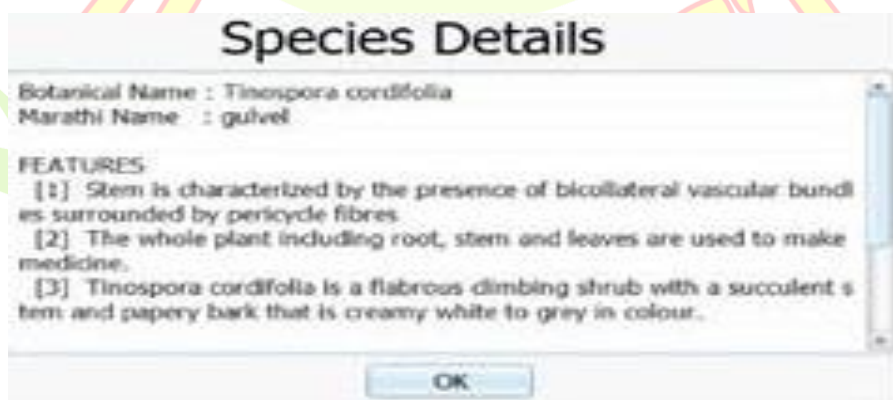 Species Details
Botanical Name : Tinospora cordifolia
Marathi Name : gulvel
FEATURES
[1] Stem is characterized by the presence of bicollateral vascular bundl
es surrounded by pericycle fibres
[2] The whole plant including root, stem and leaves are used to make
medicine.
[3] Tinospora cordifolia is a flabrous climbing shrub with a succulent s
tem and papery bark that is creamy white to grey in colour.
OK